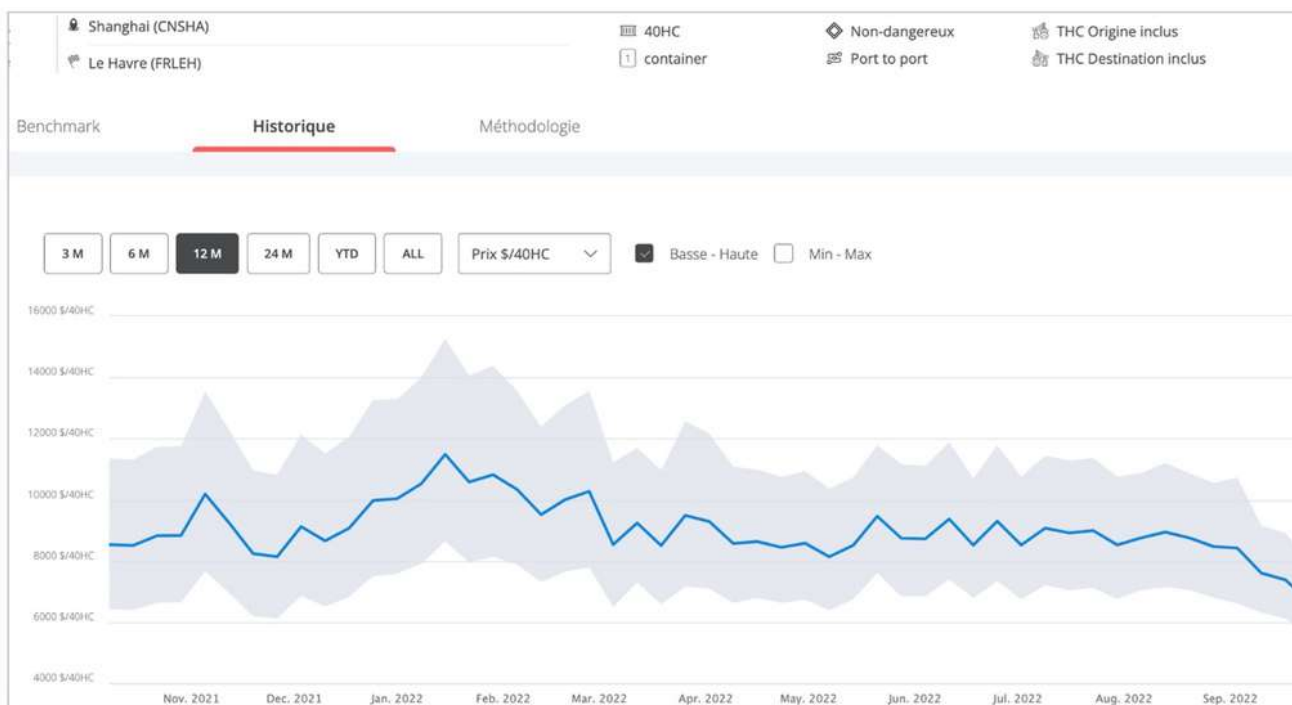 Shanghai (CNSHA)
Le Havre (FRLEH)
40HC
1 container
Non-dangereux
Port to port
THC Origine inclus
THC Destination inclus
Benchmark
Historique
Méthodologie
3 M
6 M
12 M
24 M
YTD
ALL
Prix $/40HC
Basse - Haute
Min - Max
16000 $/40HC
14000 $/40HC
12000 $/40HC
10000 $/40HC
8000 $/40HC
6000 $/40HC
4000 $/40HC
Nov. 2021
Dec. 2021
Jan. 2022
Feb. 2022
Mar. 2022
Apr. 2022
May. 2022
Jun. 2022
Jul. 2022
Aug. 2022
Sep. 2022